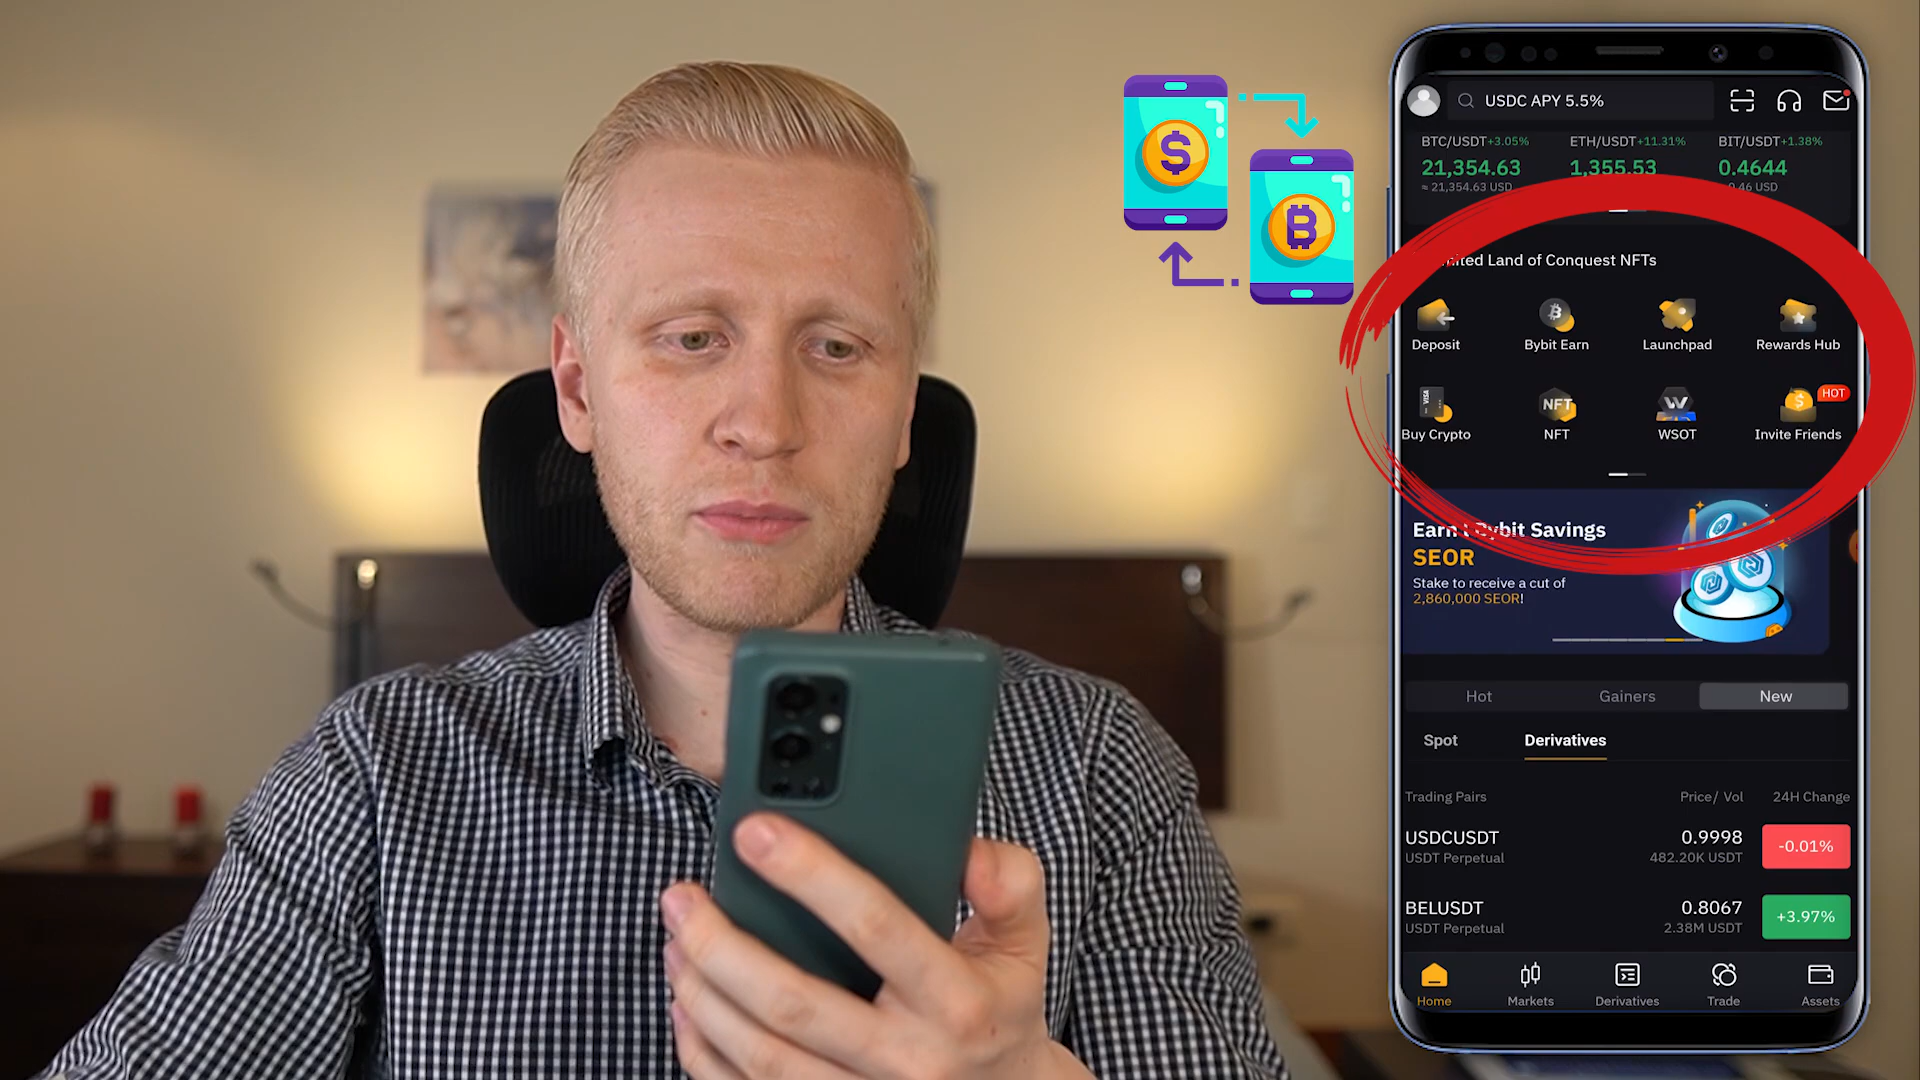 USDC APY 5.5%
BTC/USDT+3.05%
ETH/USDT+11.31%
BIT/USDT+1.38%
21,354.63
1,355.53
0.4644
≈ 21,354.63 USD
0.46 USD
Land of Conquest NFTs
Deposit
Bybit Earn
Launchpad
Rewards Hub
VISA
NFT
W
$
HOT
Buy Crypto
NFT
WSOT
Invite Friends
Bybit Savings
SEOR
Stake to receive a cut of
2,860,000 SEOR!
Hot
Gainers
New
Spot
Derivatives
Trading Pairs
Price/ Vol
24H Change
USDCUSDT
0.9998
-0.01%
USDT Perpetual
482.20K USDT
BELUSDT
0.8067
+3.97%
USDT Perpetual
2.38M USDT
Home
Markets
Derivatives
Trade
Assets